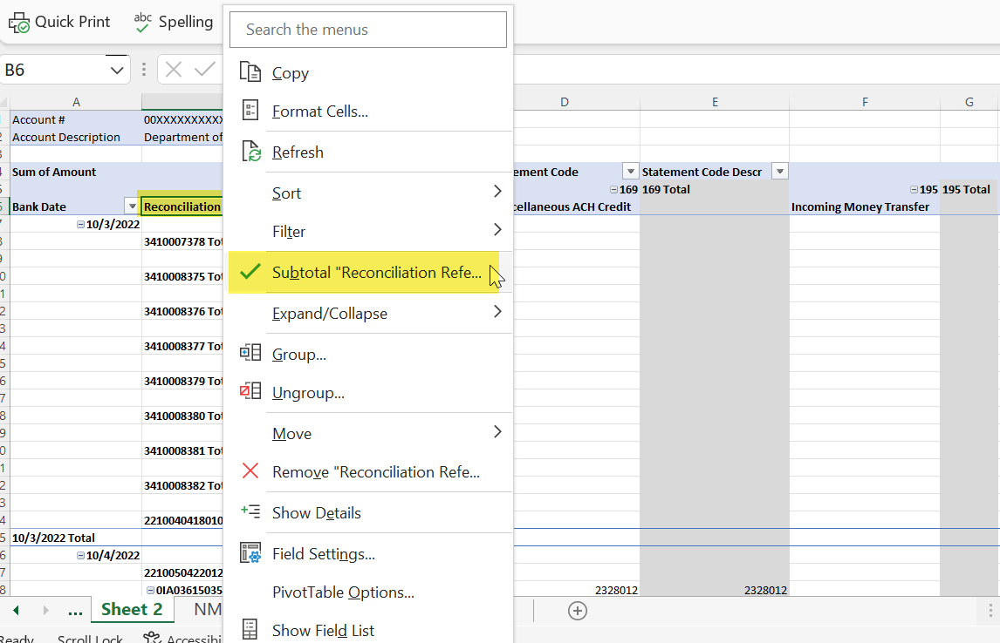 Quick Print abc Spelling
Search the menus
B6
Copy
Format Cells...
Refresh
Sort
Filter
Subtotal "Reconciliation Refe...
Expand/Collapse
Group...
Ungroup...
Move
Remove "Reconciliation Refe...
Show Details
Field Settings...
PivotTable Options...
Show Field List
A D E F G
Account # 00XXXXXXXXXX
Account Description Department of
Sum of Amount ement Code Statement Code Descr
169 169 Total 195 195 Total
Bank Date Reconciliation cellaneous ACH Credit Incoming Money Transfer
10/3/2022
3410007378 Tot
3410008375 Tot
3410008376 Tot
3410008377 Tot
3410008379 Tot
3410008380 Tot
3410008381 Tot
3410008382 Tot
2210040418010
10/3/2022 Total
10/4/2022
2210050422012
0IA03615035 2328012 2328012
... Sheet 2 NM
Ready Scroll Lock Accessibi